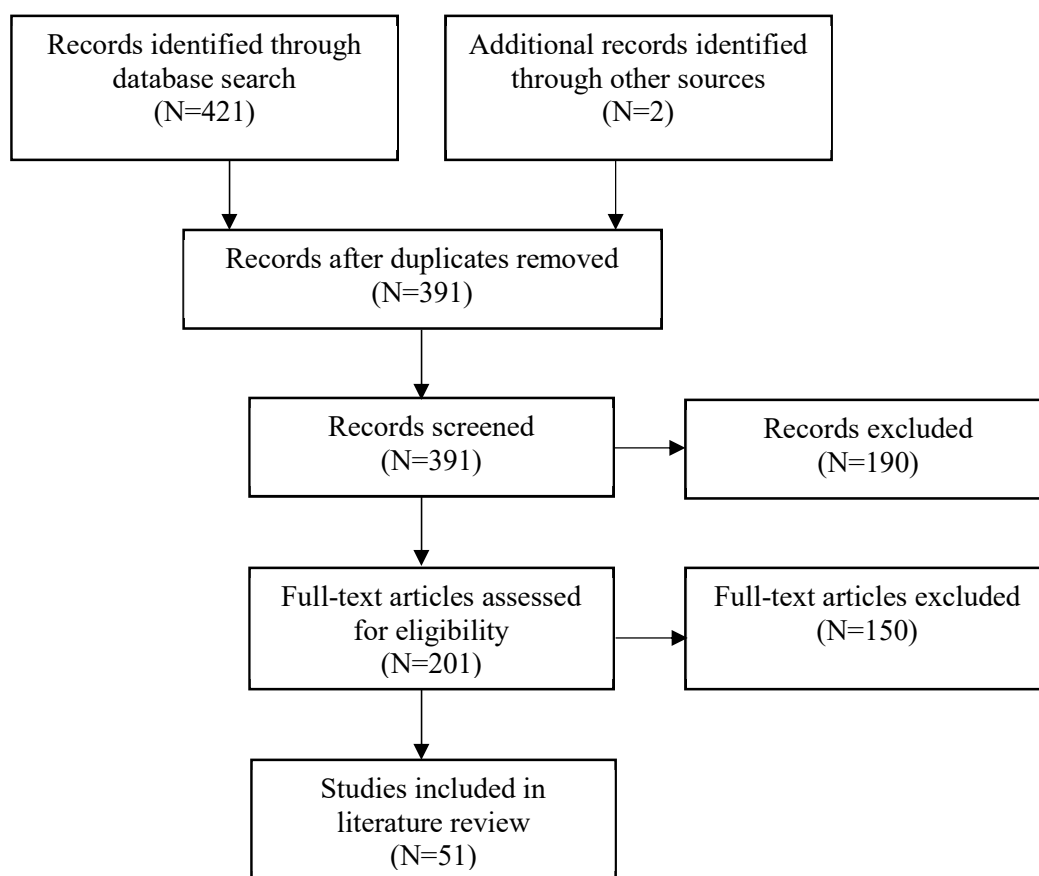 Records identified through
database search
(N=421)
Additional records identified
through other sources
(N=2)
Records after duplicates removed
(N=391)
Records screened
(N=391)
Records excluded
(N=190)
Full-text articles assessed
for eligibility
(N=201)
Full-text articles excluded
(N=150)
Studies included in
literature review
(N=51)